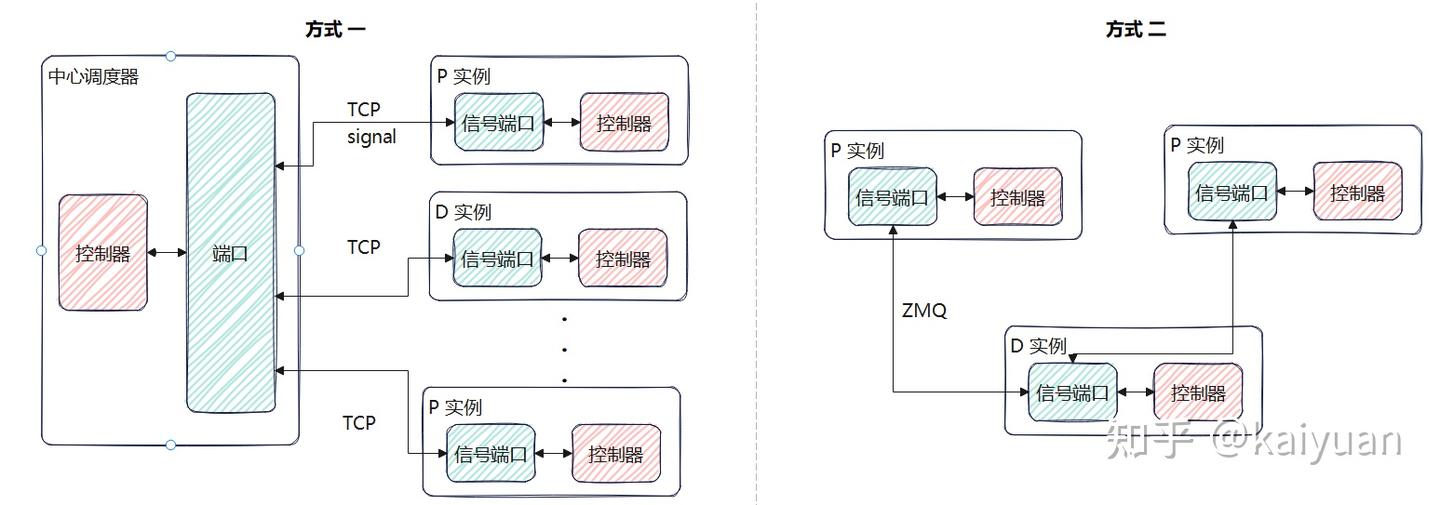 方式 一
中心调度器
控制器
端口
TCP
signal
P 实例
信号端口
控制器
TCP
D 实例
信号端口
控制器
TCP
P 实例
信号端口
控制器
方式 二
P 实例
信号端口
控制器
P 实例
信号端口
控制器
ZMQ
D 实例
信号端口
控制器
知乎 @kaiyuan